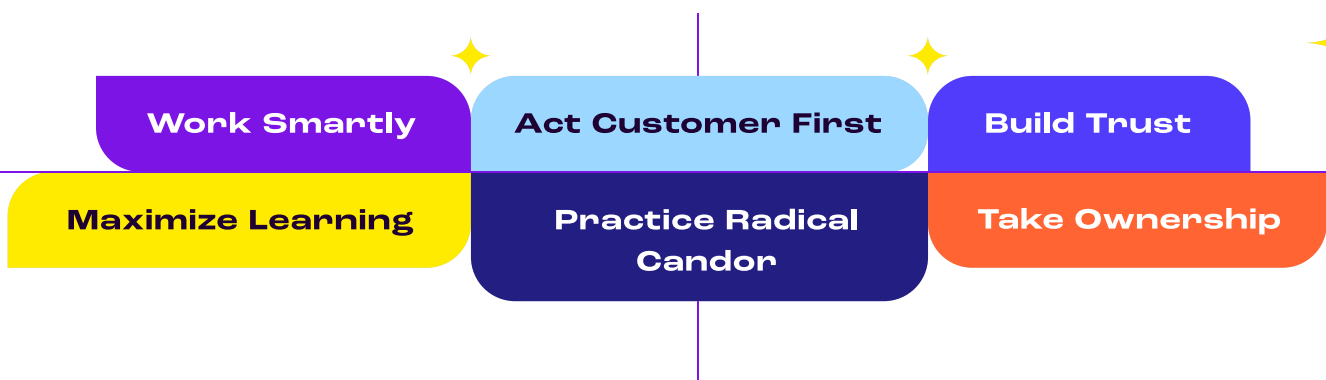 Work Smartly
Act Customer First
Build Trust
Maximize Learning
Practice Radical
Candor
Take Ownership